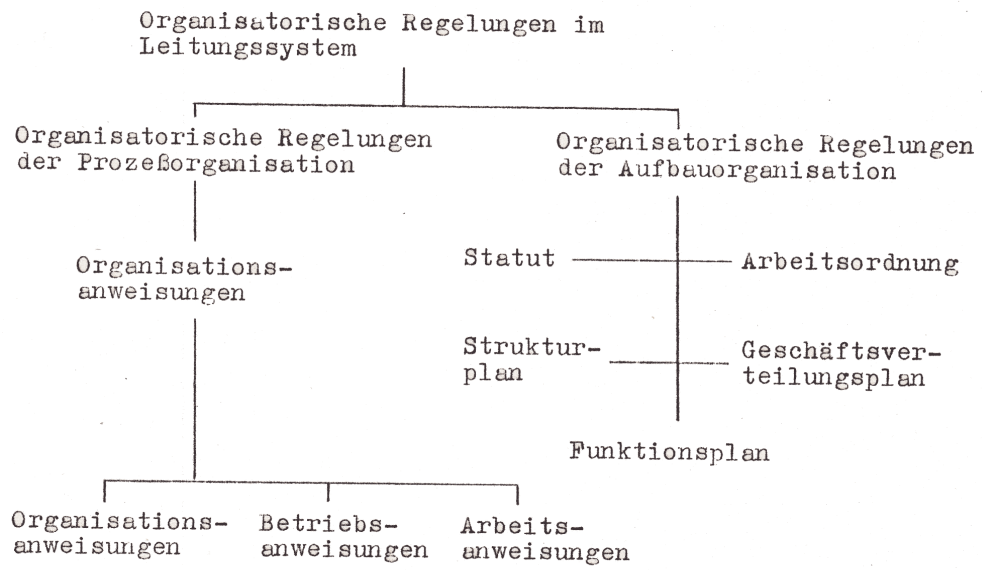 Organisatorische Regelungen im
Leitungssystem
Organisatorische Regelungen
der Prozeßorganisation
Organisatorische Regelungen
der Aufbauorganisation
Organisations-
anweisungen
Statut
Arbeitsordnung
Struktur-
plan
Geschäftsver-
teilungsplan
Funktionsplan
Organisations-
anweisungen
Betriebs-
anweisungen
Arbeits-
anweisungen